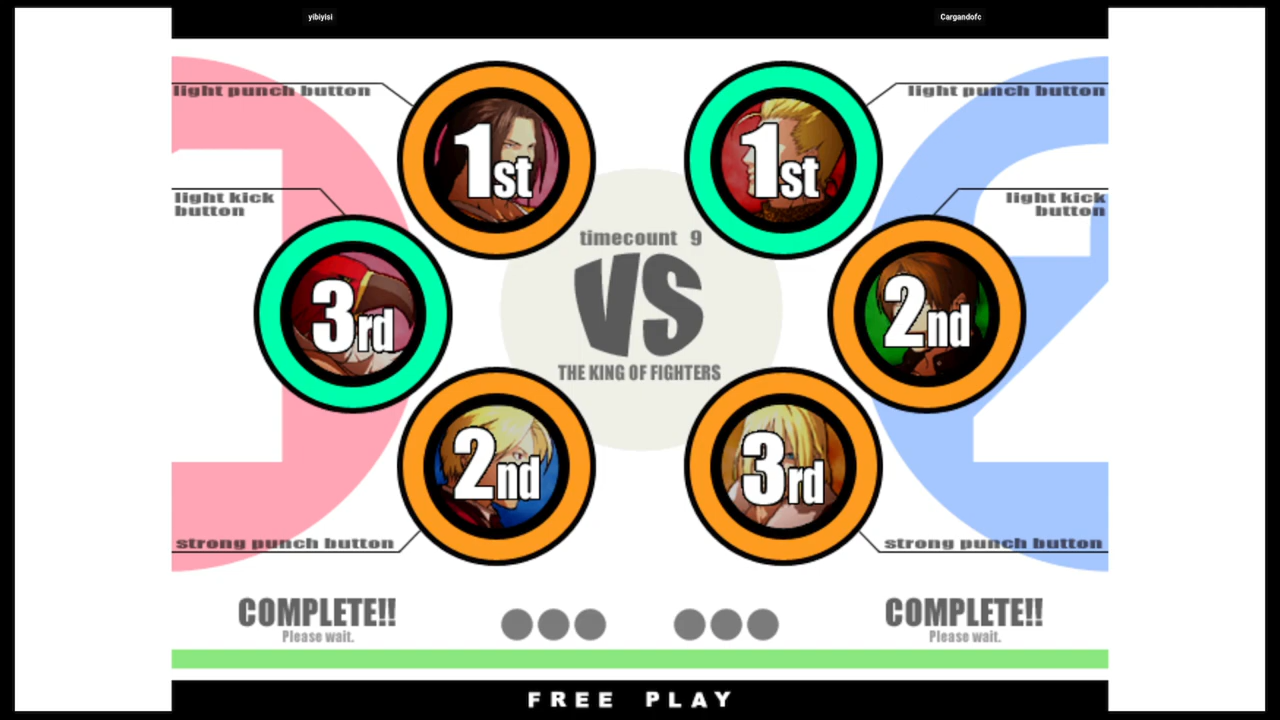 yibiyisi
Cargandofc
light punch button
light punch button
1st
1st
light kick
button
light kick
button
timecount 9
VS
THE KING OF FIGHTERS
3rd
2nd
2nd
3rd
strong punch button
strong punch button
COMPLETE!!
Please wait.
COMPLETE!!
Please wait.
FREE PLAY
1
2